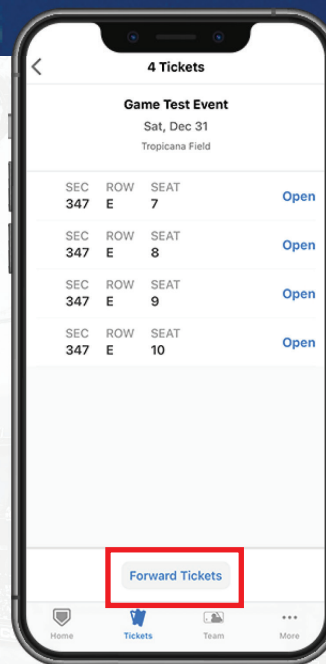 4 Tickets
Game Test Event
Sat, Dec 31
Tropicana Field
SEC ROW SEAT
347 E 7 Open
SEC ROW SEAT
347 E 8 Open
SEC ROW SEAT
347 E 9 Open
SEC ROW SEAT
347 E 10 Open
Forward Tickets
Home Tickets Team More